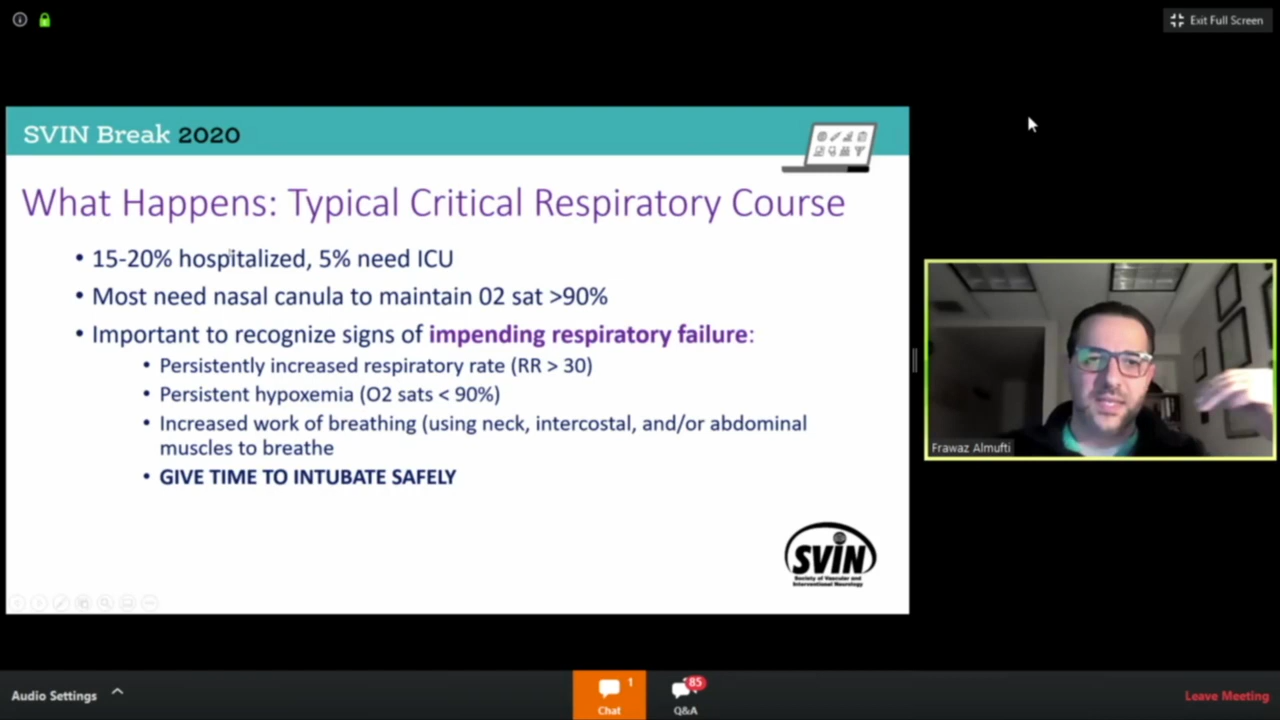 Exit Full Screen
SVIN Break 2020
What Happens: Typical Critical Respiratory Course
• 15-20% hospitalized, 5% need ICU
• Most need nasal canula to maintain 02 sat >90%
• Important to recognize signs of impending respiratory failure:
• Persistently increased respiratory rate (RR > 30)
• Persistent hypoxemia (O2 sats < 90%)
• Increased work of breathing (using neck, intercostal, and/or abdominal
muscles to breathe
• GIVE TIME TO INTUBATE SAFELY
SVIN
Society of Vascular and
Interventional Neurology
Frawaz Almufti
Audio Settings
1
Chat
85
Q&A
Leave Meeting